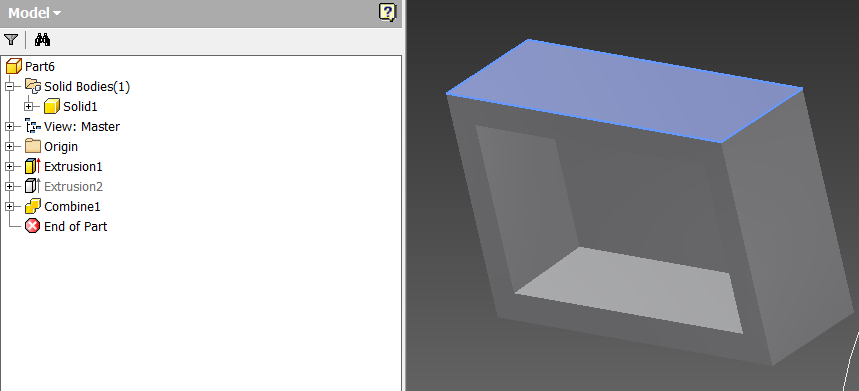 Model
?
Part6
Solid Bodies(1)
Solid1
View: Master
Origin
Extrusion1
Extrusion2
Combine1
End of Part